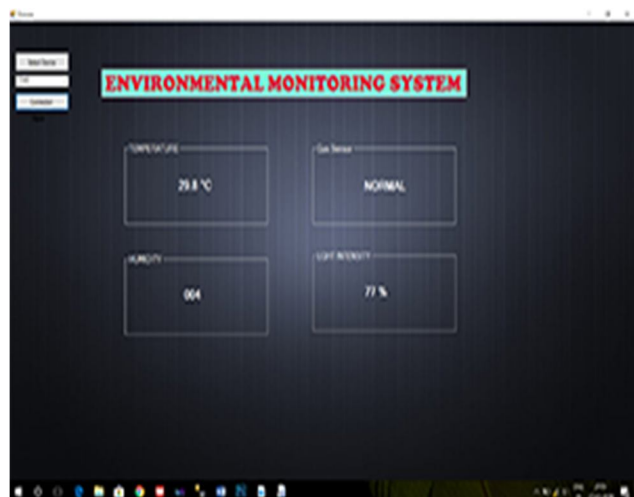 ENVIRONMENTAL MONITORING SYSTEM
TEMPERATURE
29.8 °C
Gas Sensor
NORMAL
HUMIDITY
004
LIGHT INTENSITY
77 %